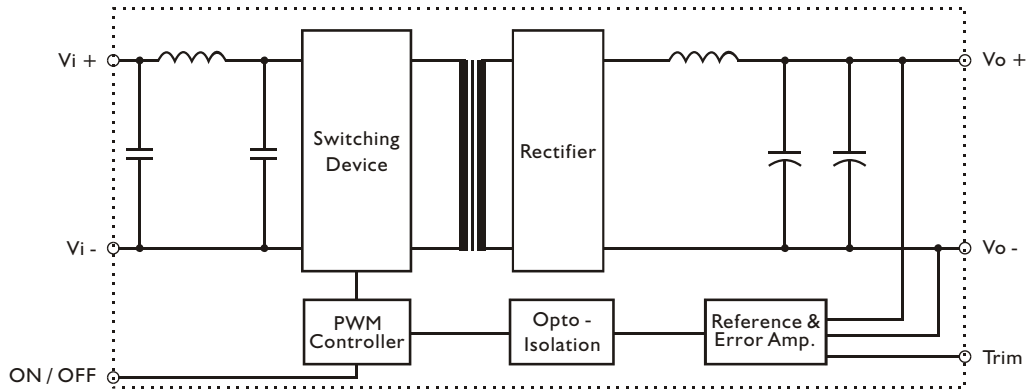 Vi +
Switching
Device
Rectifier
Vo +
Vi -
Vo -
PWM
Controller
Opto -
Isolation
Reference &
Error Amp.
Trim
ON / OFF